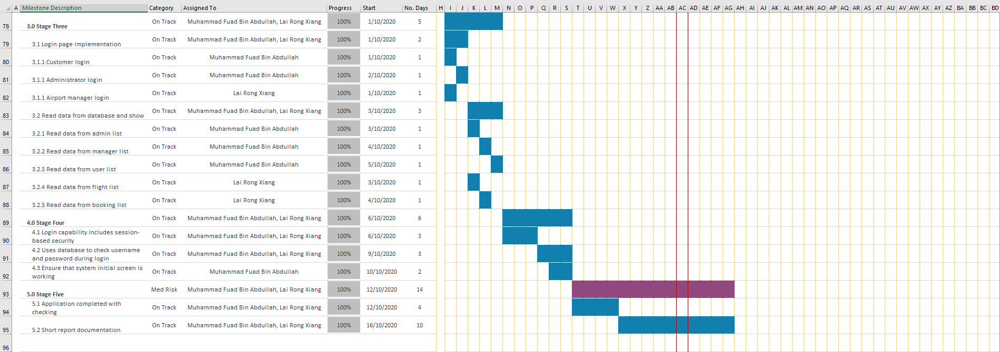 A Milestone Description Category Assigned To Progress Start No. Days H I J K L M N O P Q R S T U V W X Y Z AA AB AC AD AE AF AG AH AI AJ AK AL AM AN AO AP AQ AR AS AT AU AV AW AX AY AZ BA BB BC BD
78 3.0 Stage Three On Track Muhammad Fuad Bin Abdullah, Lai Rong Xiang 100% 1/10/2020 5
79 3.1 Login page implementation On Track Muhammad Fuad Bin Abdullah, Lai Rong Xiang 100% 1/10/2020 2
80 3.1.1 Customer login On Track Muhammad Fuad Bin Abdullah 100% 1/10/2020 1
81 3.1.1 Administrator login On Track Muhammad Fuad Bin Abdullah 100% 2/10/2020 1
82 3.1.1 Airport manager login On Track Lai Rong Xiang 100% 1/10/2020 1
83 3.2 Read data from database and show On Track Muhammad Fuad Bin Abdullah, Lai Rong Xiang 100% 3/10/2020 3
84 3.2.1 Read data from admin list On Track Muhammad Fuad Bin Abdullah 100% 3/10/2020 1
85 3.2.2 Read data from manager list On Track Muhammad Fuad Bin Abdullah 100% 4/10/2020 1
86 3.2.3 Read data from user list On Track Muhammad Fuad Bin Abdullah 100% 5/10/2020 1
87 3.2.4 Read data from flight list On Track Lai Rong Xiang 100% 3/10/2020 1
88 3.2.5 Read data from booking list On Track Lai Rong Xiang 100% 4/10/2020 1
89 4.0 Stage Four On Track Muhammad Fuad Bin Abdullah, Lai Rong Xiang 100% 6/10/2020 6
90 4.1 Login capability includes session-
based security On Track Muhammad Fuad Bin Abdullah, Lai Rong Xiang 100% 6/10/2020 3
91 4.2 Uses database to check username
and password during login On Track Muhammad Fuad Bin Abdullah, Lai Rong Xiang 100% 9/10/2020 3
92 4.3 Ensure that system initial screen is
working On Track Muhammad Fuad Bin Abdullah 100% 10/10/2020 2
93 5.0 Stage Five Med Risk Muhammad Fuad Bin Abdullah, Lai Rong Xiang 100% 12/10/2020 14
94 5.1 Application completed with
checking On Track Muhammad Fuad Bin Abdullah, Lai Rong Xiang 100% 12/10/2020 4
95 5.2 Short report documentation On Track Muhammad Fuad Bin Abdullah, Lai Rong Xiang 100% 16/10/2020 10
96